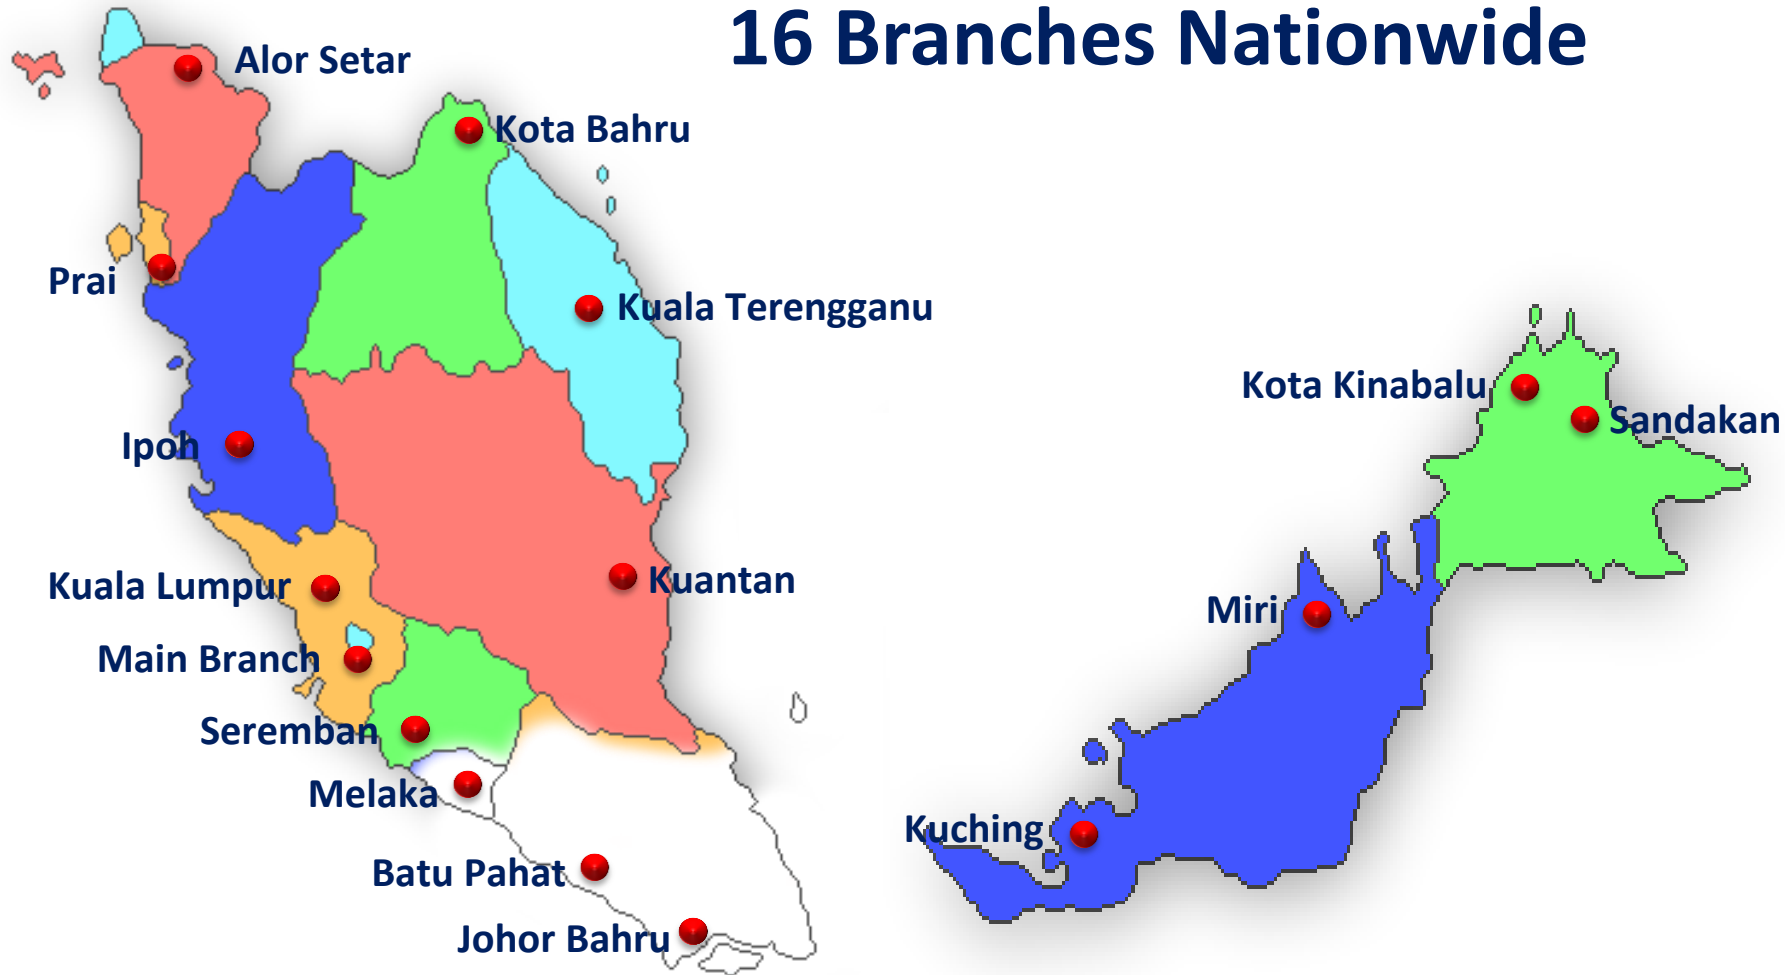 16 Branches Nationwide
Alor Setar
Kota Bahru
Prai
Kuala Terengganu
Kota Kinabalu
Sandakan
Ipoh
Kuala Lumpur
Kuantan
Miri
Main Branch
Seremban
Melaka
Kuching
Batu Pahat
Johor Bahru